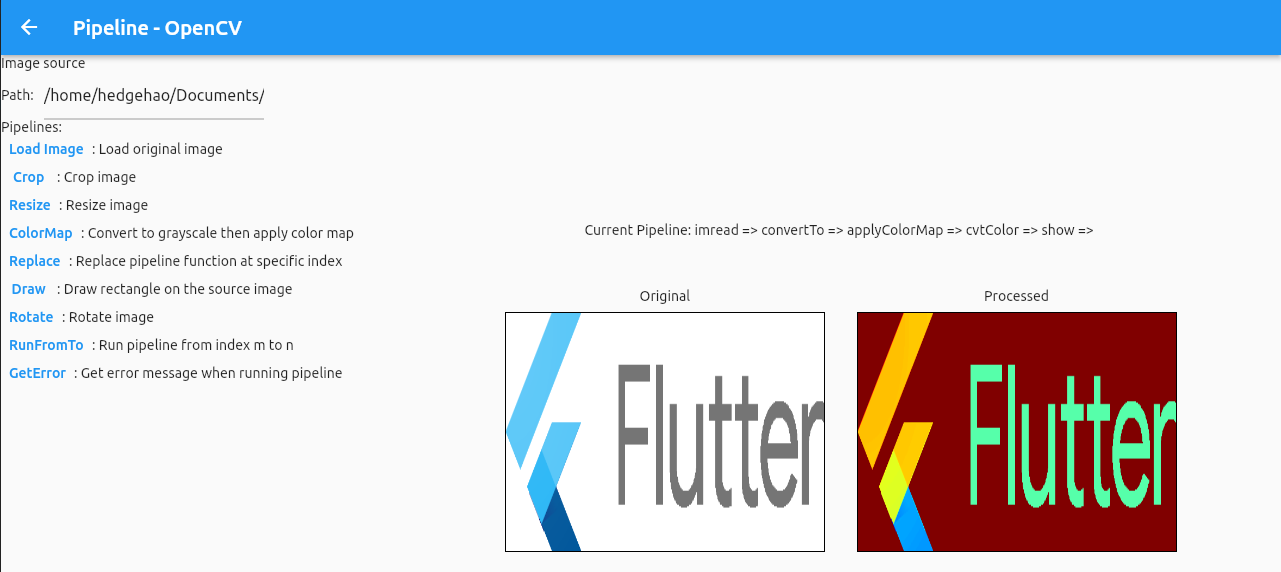 Pipeline - OpenCV
Image source
Path: /home/hedgehao/Documents/
Pipelines:
Load Image : Load original image
Crop : Crop image
Resize : Resize image
ColorMap : Convert to grayscale then apply color map
Replace : Replace pipeline function at specific index
Draw : Draw rectangle on the source image
Rotate : Rotate image
RunFromTo : Run pipeline from index m to n
GetError : Get error message when running pipeline
Current Pipeline: imread => convertTo => applyColorMap => cvtColor => show =>
Original
Processed
Flutter
Flutter